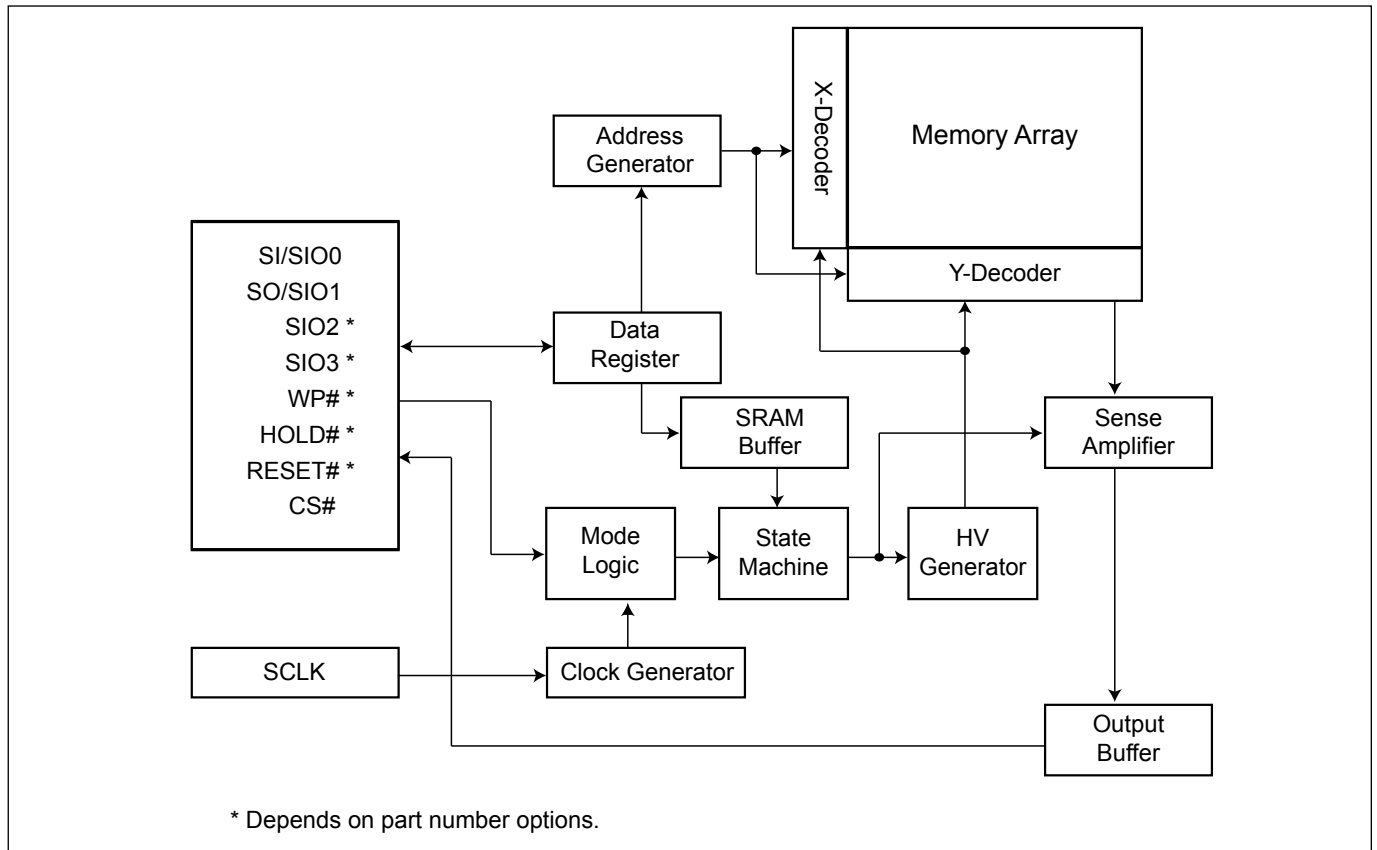 X-Decoder
Memory Array
Address
Generator
Y-Decoder
SI/SIO0
SO/SIO1
SIO2 *
SIO3 *
WP# *
HOLD# *
RESET# *
CS#
Data
Register
SRAM
Buffer
Sense
Amplifier
Mode
Logic
State
Machine
HV
Generator
SCLK
Clock Generator
Output
Buffer
* Depends on part number options.